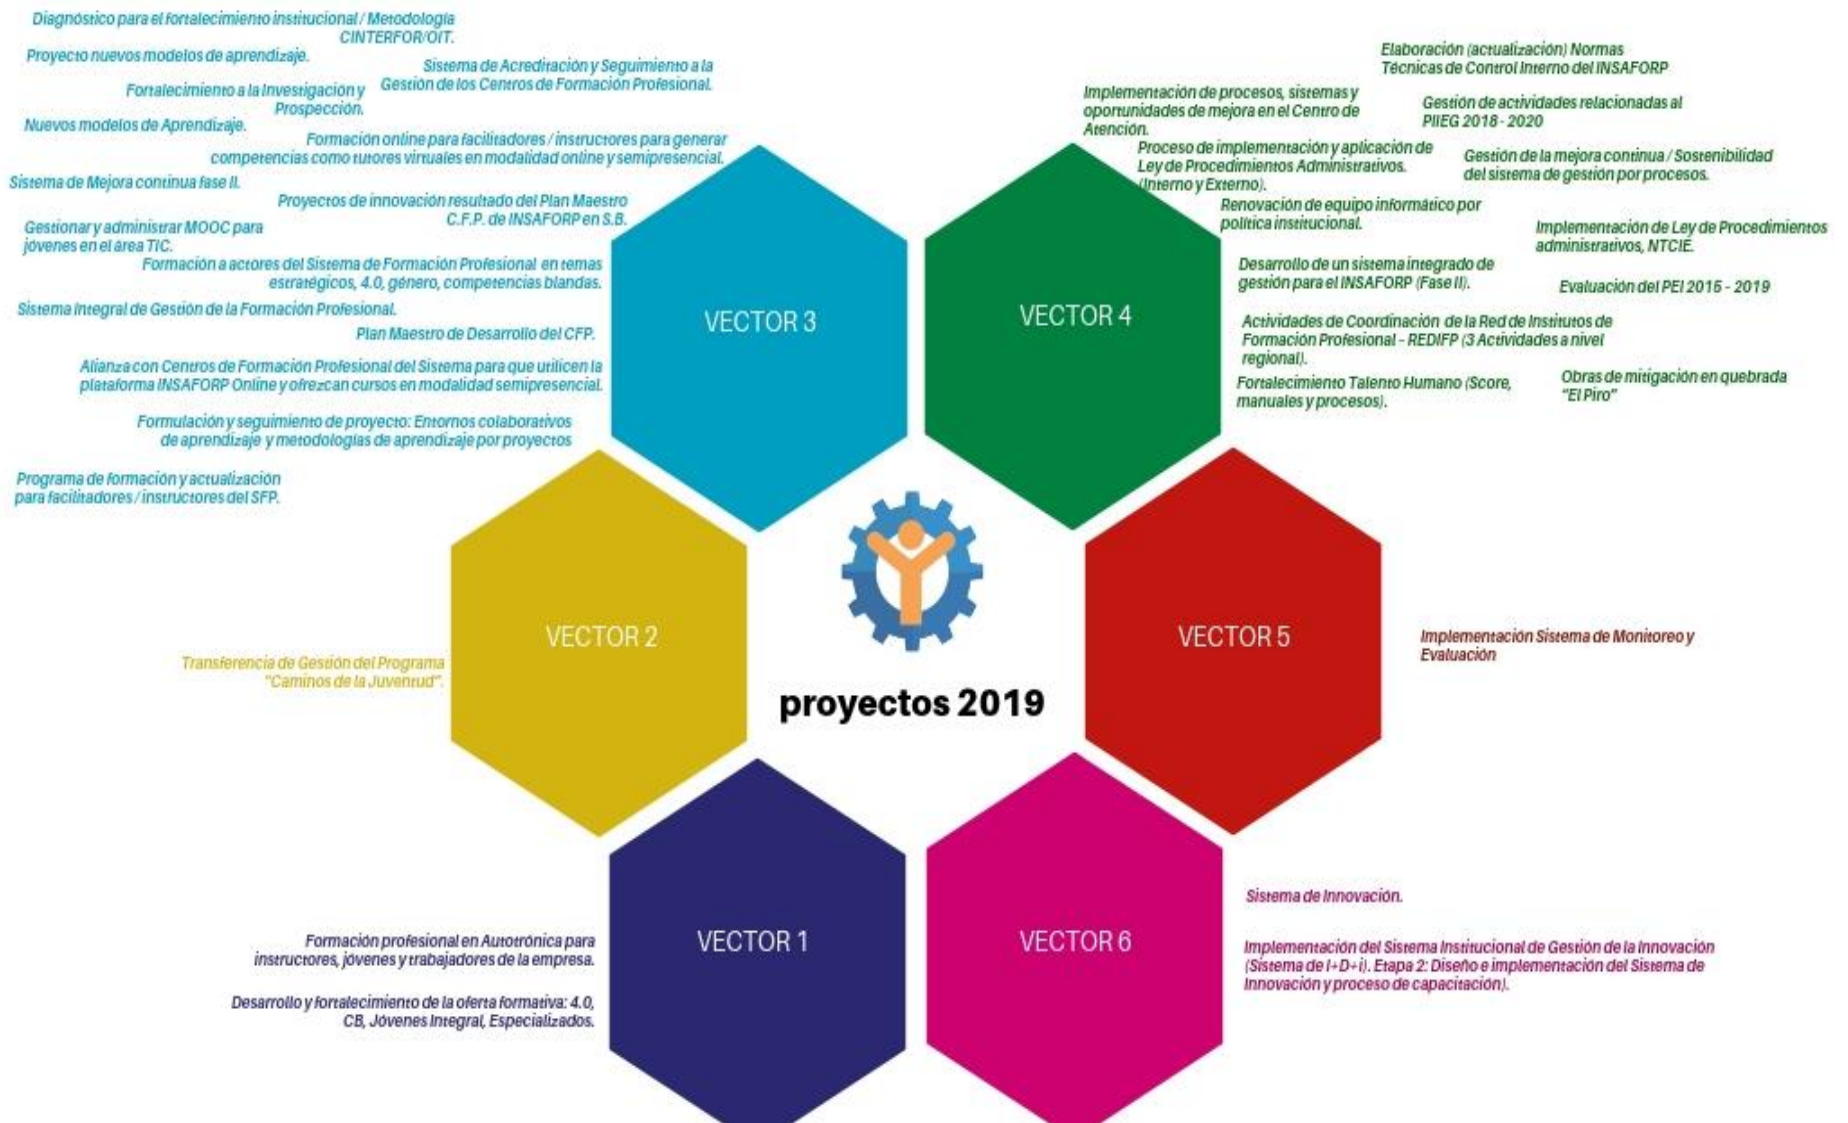 Diagnóstico para el fortalecimiento institucional / Metodología
CINTERFOR/OIT.
Proyecto nuevos modelos de aprendizaje.
Sistema de Acreditación y Seguimiento a la
Gestión de los Centros de Formación Profesional.
Fortalecimiento a la Investigación y
Prospección.
Nuevos modelos de Aprendizaje.
Formación online para facilitadores / instructores para generar
competencias como tutores virtuales en modalidad online y semipresencial.
Sistema de Mejora continua fase II.
Proyectos de innovación resultado del Plan Maestro
C.F.P. de INSAFORP en S.B.
Gestionar y administrar MOOC para
jóvenes en el área TIC.
Formación a actores del Sistema de Formación Profesional en temas
estratégicos, 4.0, género, competencias blandas.
Sistema Integral de Gestión de la Formación Profesional.
Plan Maestro de Desarrollo del CFP.
Alianza con Centros de Formación Profesional del Sistema para que utilicen la
plataforma INSAFORP Online y ofrezcan cursos en modalidad semipresencial.
Formulación y seguimiento de proyecto: Entornos colaborativos
de aprendizaje y metodologías de aprendizaje por proyectos
Programa de formación y actualización
para facilitadores / instructores del SFP.
VECTOR 3
VECTOR 4
Elaboración (actualización) Normas
Técnicas de Control Interno del INSAFORP
Implementación de procesos, sistemas y
oportunidades de mejora en el Centro de
Atención.
Gestión de actividades relacionadas al
PIIEG 2018 - 2020
Proceso de implementación y aplicación de
Ley de Procedimientos Administrativos.
(Interno y Externo).
Gestión de la mejora continua / Sostenibilidad
del sistema de gestión por procesos.
Renovación de equipo informático por
política institucional.
Implementación de Ley de Procedimientos
administrativos, NTCIE.
Desarrollo de un sistema integrado de
gestión para el INSAFORP (Fase II).
Evaluación del PEI 2015 - 2019
Actividades de Coordinación de la Red de Institutos de
Formación Profesional – REDIFP (3 Actividades a nivel
regional).
Fortalecimiento Talento Humano (Score,
manuales y procesos).
Obras de mitigación en quebrada
"El Piro"
VECTOR 2
Transferencia de Gestión del Programa
"Caminos de la Juventud".
proyectos 2019
VECTOR 5
Implementación Sistema de Monitoreo y
Evaluación
VECTOR 1
Formación profesional en Autotrónica para
instructores, jóvenes y trabajadores de la empresa.
Desarrollo y fortalecimiento de la oferta formativa: 4.0,
CB, Jóvenes Integral, Especializados.
VECTOR 6
Sistema de Innovación.
Implementación del Sistema Institucional de Gestión de la Innovación
(Sistema de I+D+i). Etapa 2: Diseño e implementación del Sistema de
Innovación y proceso de capacitación).